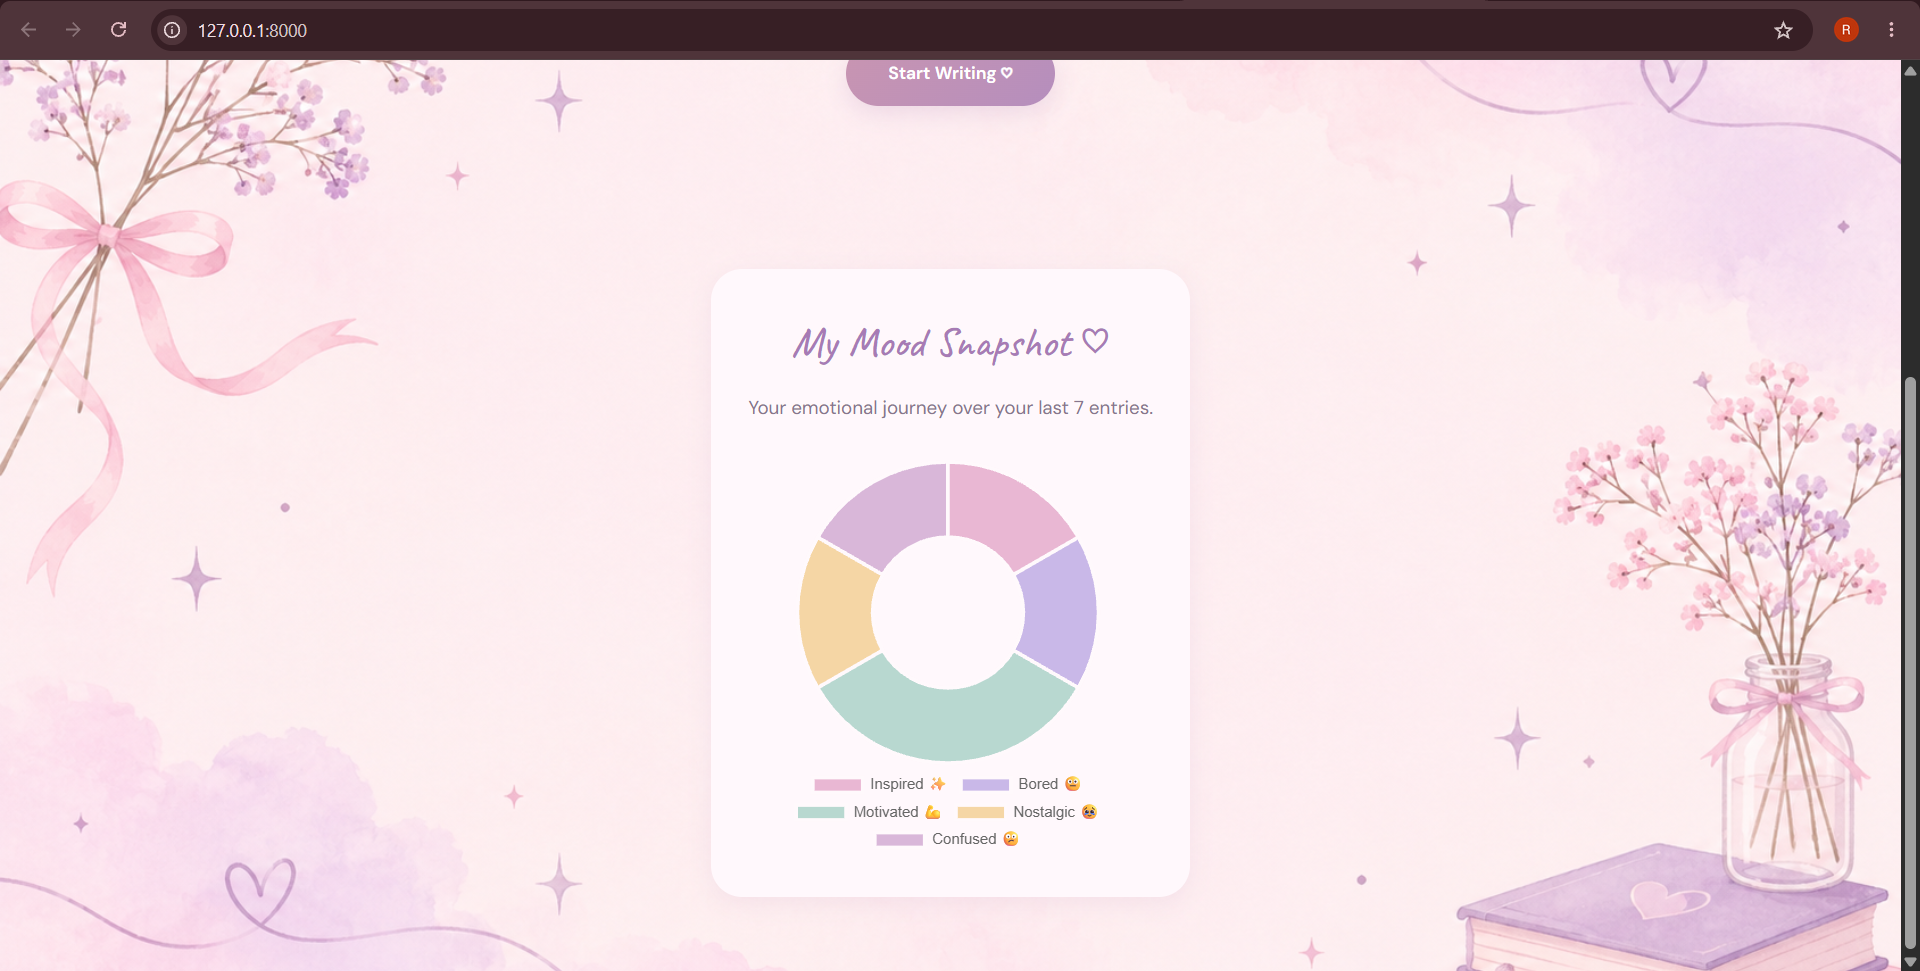 127.0.0.1:8000
R
Start Writing ♡
My Mood Snapshot ♡
Your emotional journey over your last 7 entries.
Inspired ✨ Bored 😐
Motivated 💪 Nostalgic 🥹
Confused 🫤